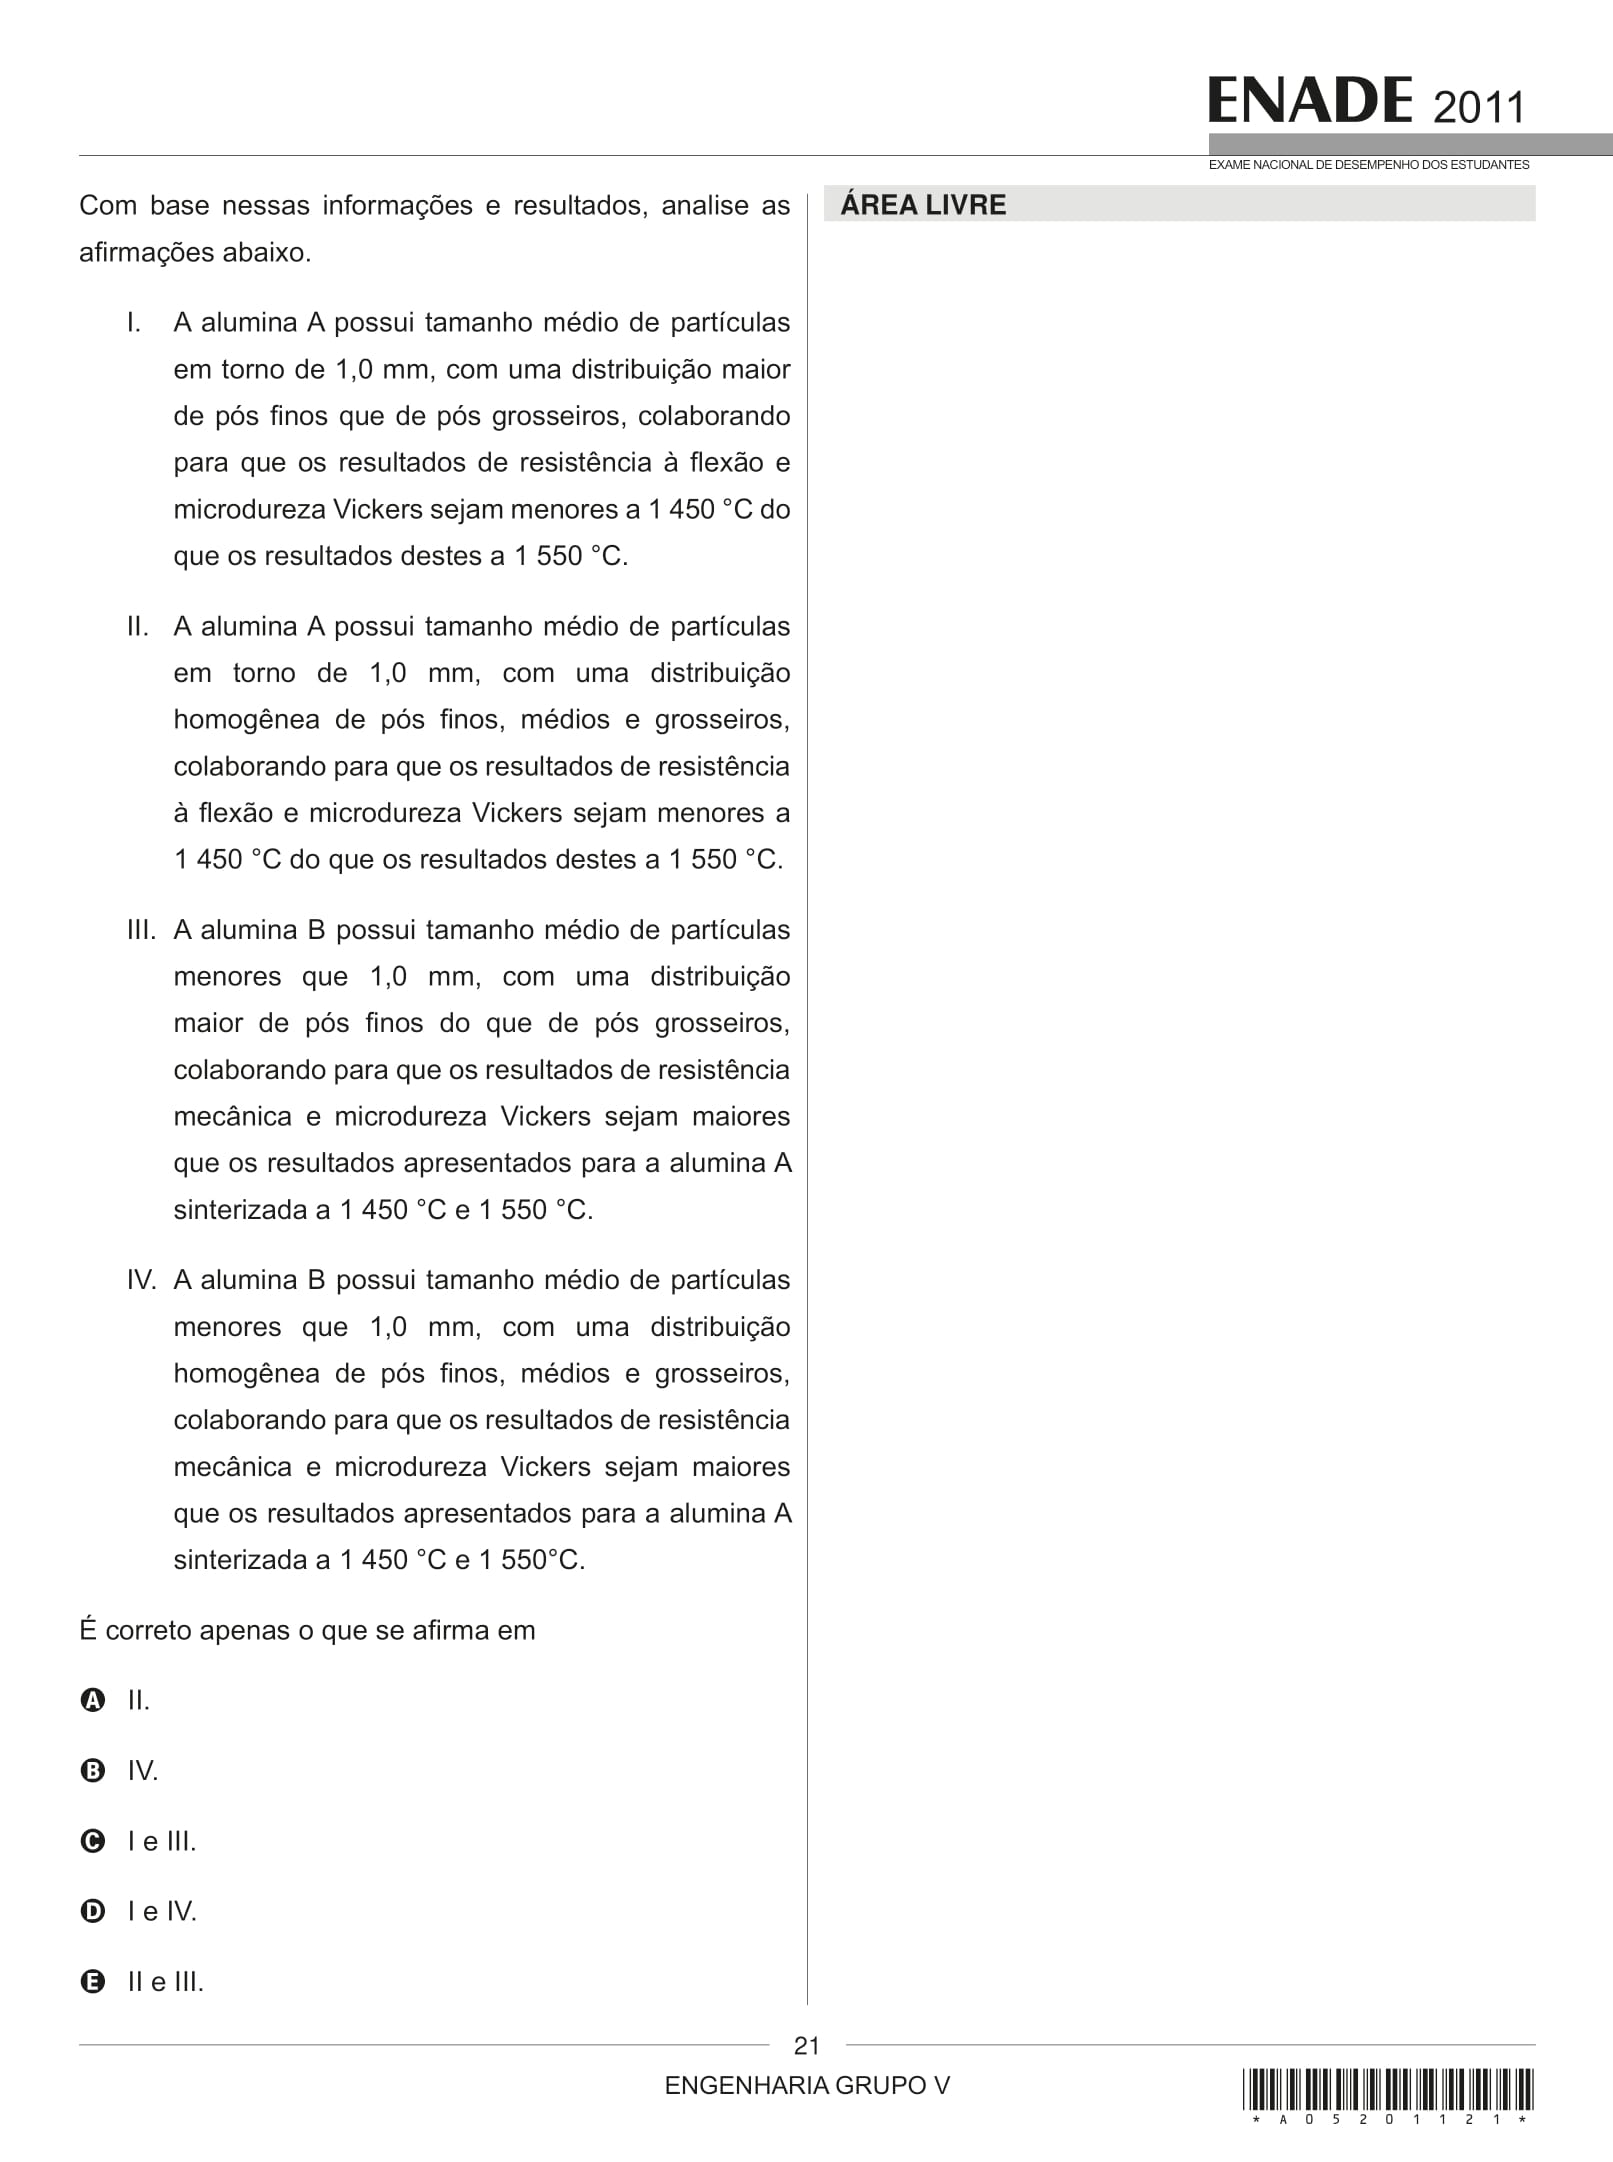 ENADE 2011
EXAME NACIONAL DE DESEMPENHO DOS ESTUDANTES
Com base nessas informações e resultados, analise as
afirmações abaixo.
I. A alumina A possui tamanho médio de partículas
em torno de 1,0 mm, com uma distribuição maior
de pós finos que de pós grosseiros, colaborando
para que os resultados de resistência à flexão e
microdureza Vickers sejam menores a 1 450 °C do
que os resultados destes a 1 550 °C.
II. A alumina A possui tamanho médio de partículas
em torno de 1,0 mm, com uma distribuição
homogênea de pós finos, médios e grosseiros,
colaborando para que os resultados de resistência
à flexão e microdureza Vickers sejam menores a
1 450 °C do que os resultados destes a 1 550 °C.
III. A alumina B possui tamanho médio de partículas
menores que 1,0 mm, com uma distribuição
maior de pós finos do que de pós grosseiros,
colaborando para que os resultados de resistência
mecânica e microdureza Vickers sejam maiores
que os resultados apresentados para a alumina A
sinterizada a 1 450 °C e 1 550 °C.
IV. A alumina B possui tamanho médio de partículas
menores que 1,0 mm, com uma distribuição
homogênea de pós finos, médios e grosseiros,
colaborando para que os resultados de resistência
mecânica e microdureza Vickers sejam maiores
que os resultados apresentados para a alumina A
sinterizada a 1 450 °C e 1 550°C.
É correto apenas o que se afirma em
A II.
B IV.
C I e III.
D I e IV.
E II e III.
ÁREA LIVRE
21
ENGENHARIA GRUPO V
* A 0 5 2 0 1 1 2 1 *